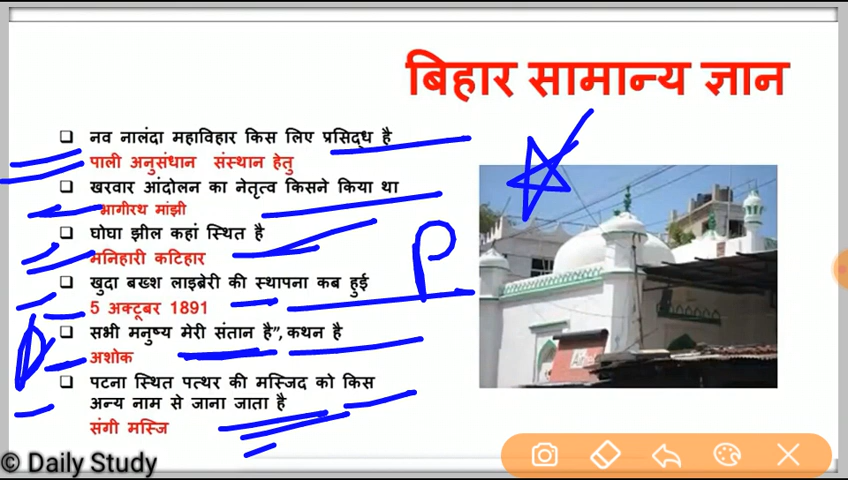 बिहार सामान्य ज्ञान
नव नालंदा महाविहार किस लिए प्रसिद्ध है
पाली अनुसंधान संस्थान हेतु
खरवार आंदोलन का नेतृत्व किसने किया था
भागीरथ मांझी
घोघा झील कहां स्थित है
मनिहारी कटिहार
खुदा बख्श लाइब्रेरी की स्थापना कब हुई
5 अक्टूबर 1891
सभी मनुष्य मेरी संतान है", कथन है
अशोक
पटना स्थित पत्थर की मस्जिद को किस
अन्य नाम से जाना जाता है
संगी मस्जि
© Daily Study